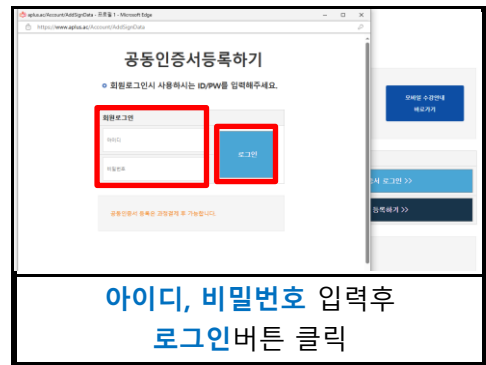 aplus.ac/Account/AddSignData - 프로필 1 - Microsoft Edge
https://www.aplus.ac/Account/AddSignData
공동인증서등록하기
회원로그인시 사용하시는 ID/PW를 입력해주세요.
회원로그인
아이디
비밀번호
로그인
공동인증서 등록은 과정결제 후 가능합니다.
모바일 수강안내
바로가기
서 로그인 >>
등록하기 >>
아이디, 비밀번호 입력후
로그인버튼 클릭